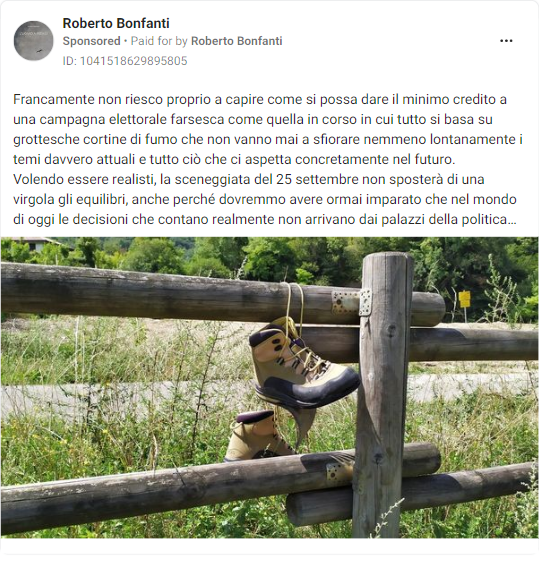 Roberto Bonfanti
Sponsored • Paid for by Roberto Bonfanti
ID: 1041518629895805
Francamente non riesco proprio a capire come si possa dare il minimo credito a
una campagna elettorale farsesca come quella in corso in cui tutto si basa su
grottesche cortine di fumo che non vanno mai a sfiorare nemmeno lontanamente i
temi davvero attuali e tutto ciò che ci aspetta concretamente nel futuro.
Volendo essere realisti, la sceneggiata del 25 settembre non sposterà di una
virgola gli equilibri, anche perché dovremmo avere ormai imparato che nel mondo
di oggi le decisioni che contano realmente non arrivano dai palazzi della politica...